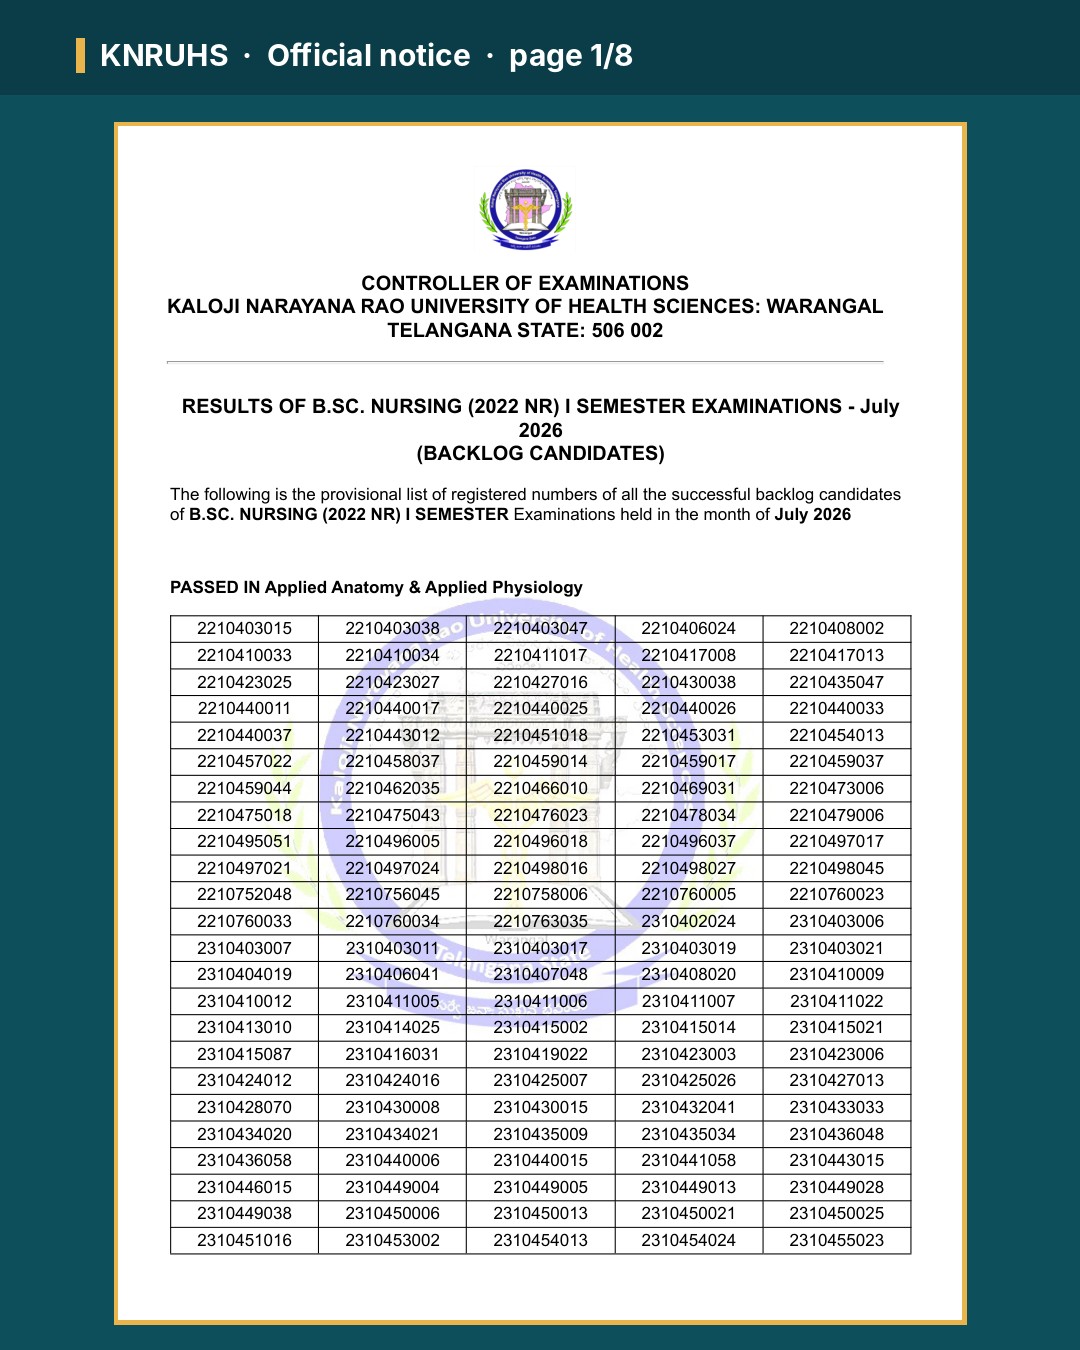 KNRUHS · Official notice · page 1/8
CONTROLLER OF EXAMINATIONS
KALOJI NARAYANA RAO UNIVERSITY OF HEALTH SCIENCES: WARANGAL
TELANGANA STATE: 506 002
RESULTS OF B.SC. NURSING (2022 NR) I SEMESTER EXAMINATIONS - July
2026
(BACKLOG CANDIDATES)
The following is the provisional list of registered numbers of all the successful backlog candidates
of B.SC. NURSING (2022 NR) I SEMESTER Examinations held in the month of July 2026
PASSED IN Applied Anatomy & Applied Physiology
2210403015 2210403038 2210403047 2210406024 2210408002
2210410033 2210410034 2210411017 2210417008 2210417013
2210423025 2210423027 2210427016 2210430038 2210435047
2210440011 2210440017 2210440025 2210440026 2210440033
2210440037 2210443012 2210451018 2210453031 2210454013
2210457022 2210458037 2210459014 2210459017 2210459037
2210459044 2210462035 2210466010 2210469031 2210473006
2210475018 2210475043 2210476023 2210478034 2210479006
2210495051 2210496005 2210496018 2210496037 2210497017
2210497021 2210497024 2210498016 2210498027 2210498045
2210752048 2210756045 2210758006 2210760005 2210760023
2210760033 2210760034 2210763035 2310402024 2310403006
2310403007 2310403011 2310403017 2310403019 2310403021
2310404019 2310406041 2310407048 2310408020 2310410009
2310410012 2310411005 2310411006 2310411007 2310411022
2310413010 2310414025 2310415002 2310415014 2310415021
2310415087 2310416031 2310419022 2310423003 2310423006
2310424012 2310424016 2310425007 2310425026 2310427013
2310428070 2310430008 2310430015 2310432041 2310433033
2310434020 2310434021 2310435009 2310435034 2310436048
2310436058 2310440006 2310440015 2310441058 2310443015
2310446015 2310449004 2310449005 2310449013 2310449028
2310449038 2310450006 2310450013 2310450021 2310450025
2310451016 2310453002 2310454013 2310454024 2310455023
Telangana State